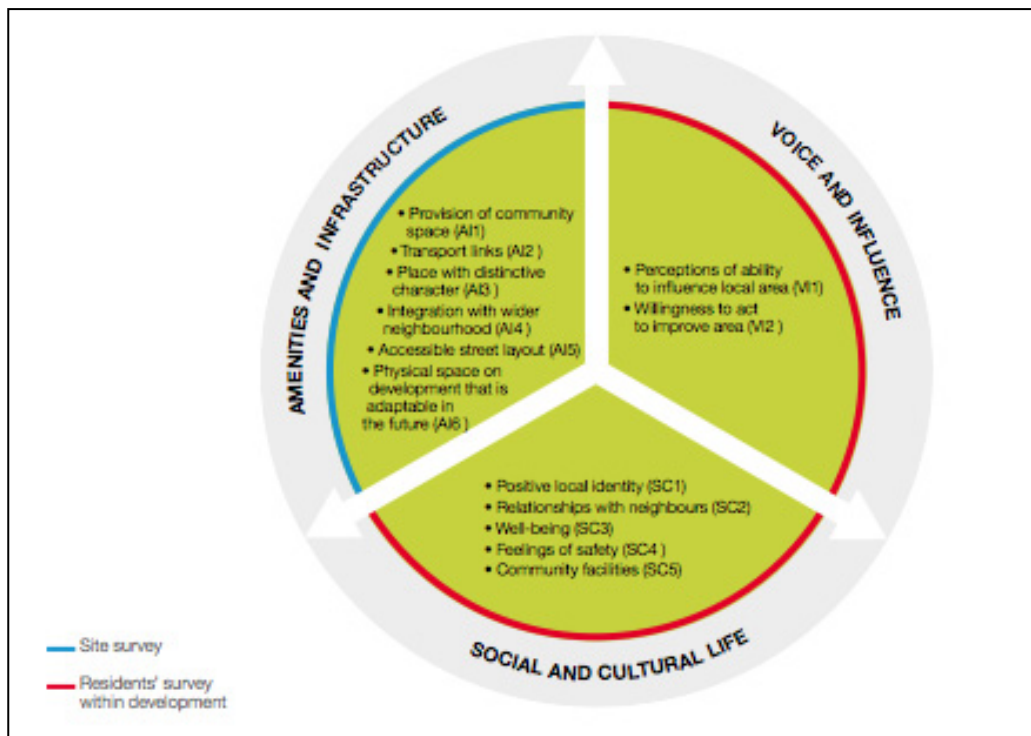 AMENITIES AND INFRASTRUCTURE
• Provision of community
space (AI1)
• Transport links (AI2 )
• Place with distinctive
character (AI3 )
• Integration with wider
neighbourhood (AI4 )
• Accessible street layout (AI5)
• Physical space on
development that is
adaptable in
the future (AI6 )
VOICE AND INFLUENCE
• Perceptions of ability
to influence local area (VI1)
• Willingness to act
to improve area (VI2 )
• Positive local identity (SC1)
• Relationships with neighbours (SC2)
• Well-being (SC3)
• Feelings of safety (SC4 )
• Community facilities (SC5)
SOCIAL AND CULTURAL LIFE
Site survey
Residents' survey
within development